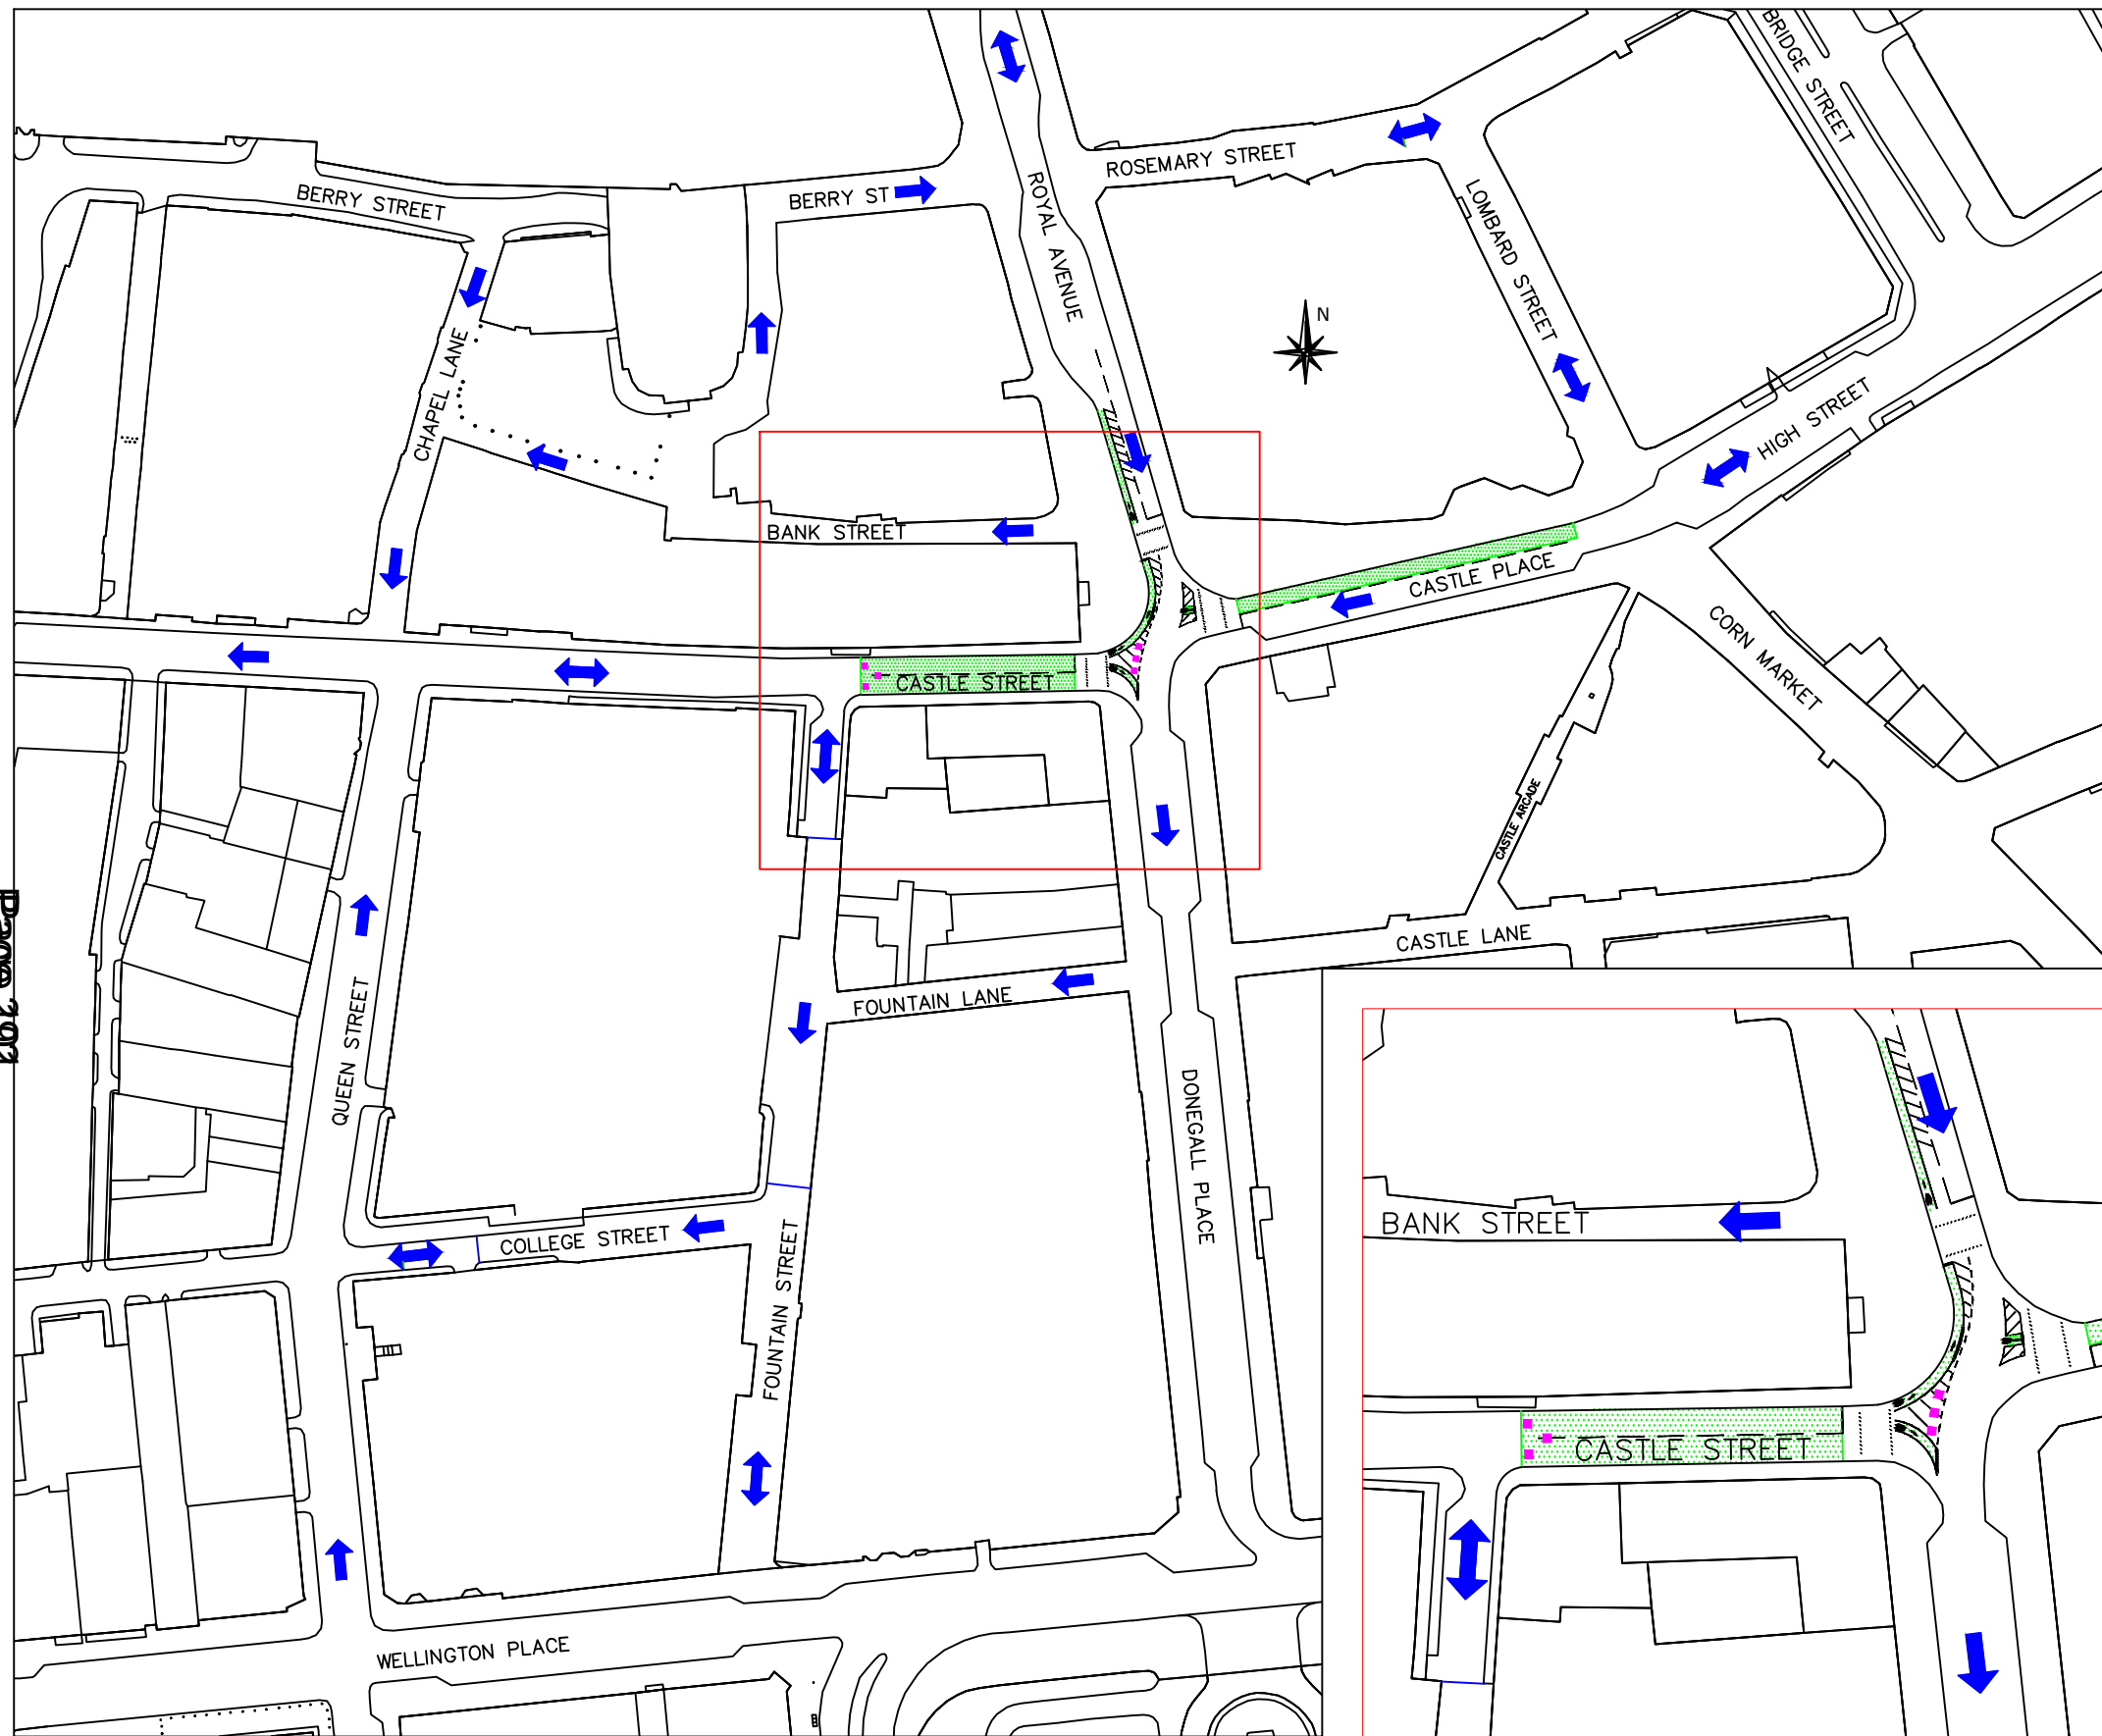 BRIDGE STREET
ROSEMARY STREET
BERRY STREET
BERRY ST
ROYAL AVENUE
LOMBARD STREET
N
CHAPEL LANE
HIGH STREET
BANK STREET
CASTLE PLACE
CASTLE STREET
CORN MARKET
CASTLE ARCADE
CASTLE LANE
FOUNTAIN LANE
QUEEN STREET
DONEGALL PLACE
COLLEGE STREET
FOUNTAIN STREET
WELLINGTON PLACE
BANK STREET
CASTLE STREET